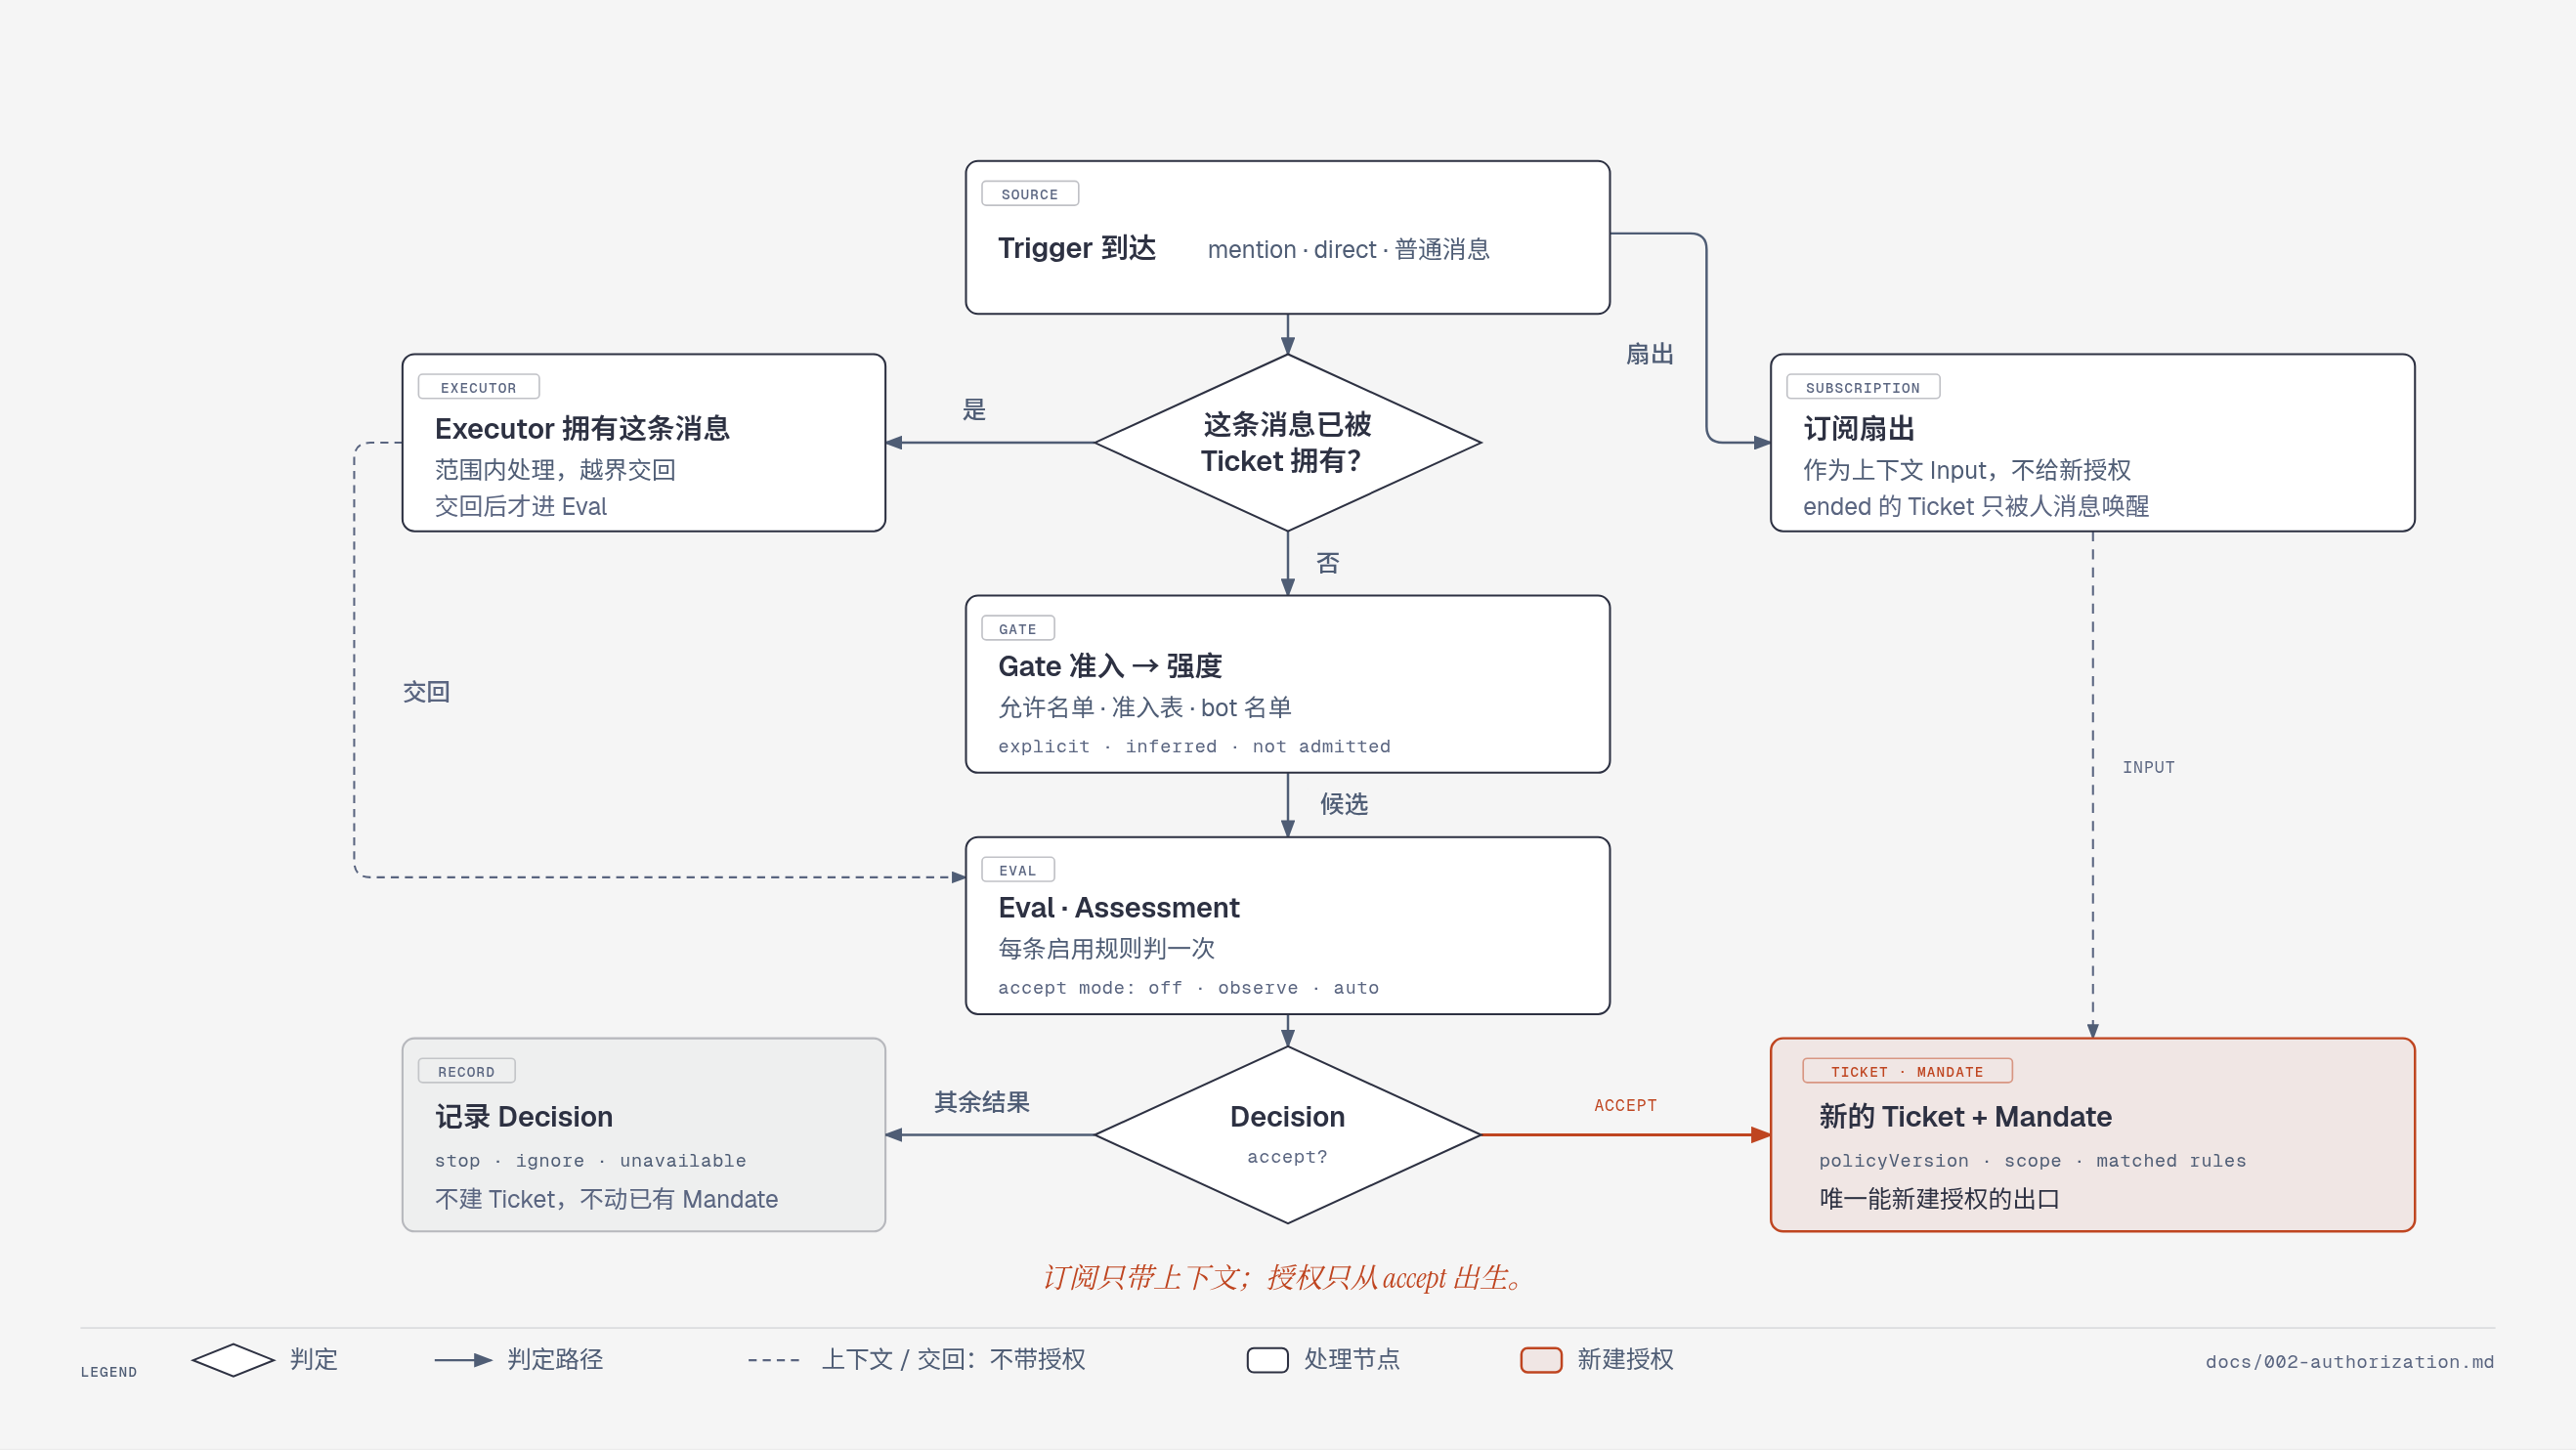 SOURCE
Trigger 到达 mention · direct · 普通消息
扇出
EXECUTOR
Executor 拥有这条消息
范围内处理，越界交回
交回后才进 Eval
是
这条消息已被
Ticket 拥有？
SUBSCRIPTION
订阅扇出
作为上下文 Input，不给新授权
ended 的 Ticket 只被人消息唤醒
否
GATE
Gate 准入 → 强度
允许名单 · 准入表 · bot 名单
explicit · inferred · not admitted
交回
INPUT
候选
EVAL
Eval · Assessment
每条启用规则判一次
accept mode: off · observe · auto
RECORD
记录 Decision
stop · ignore · unavailable
不建 Ticket，不动已有 Mandate
其余结果
Decision
accept?
ACCEPT
TICKET · MANDATE
新的 Ticket + Mandate
policyVersion · scope · matched rules
唯一能新建授权的出口
订阅只带上下文；授权只从 accept 出生。
LEGEND
判定
判定路径
上下文 / 交回：不带授权
处理节点
新建授权
docs/002-authorization.md